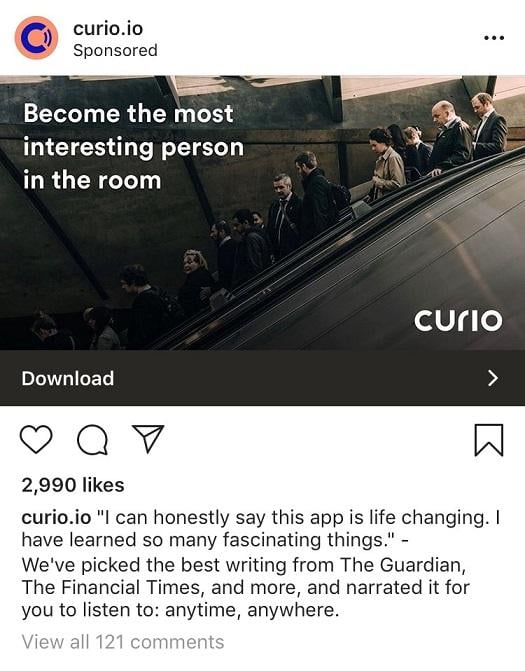 curio.io
Sponsored
Become the most
interesting person
in the room
curio
Download
2,990 likes
curio.io "I can honestly say this app is life changing. I
have learned so many fascinating things." -
We've picked the best writing from The Guardian,
The Financial Times, and more, and narrated it for
you to listen to: anytime, anywhere.
View all 121 comments